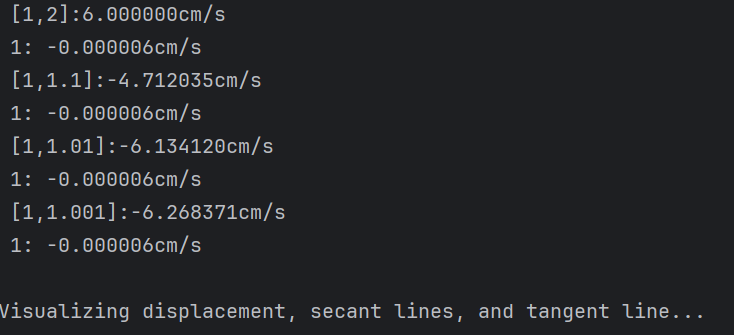 [1,2]:6.000000cm/s
1: -0.000006cm/s
[1,1.1]:-4.712035cm/s
1: -0.000006cm/s
[1,1.01]:-6.134120cm/s
1: -0.000006cm/s
[1,1.001]:-6.268371cm/s
1: -0.000006cm/s
Visualizing displacement, secant lines, and tangent line...